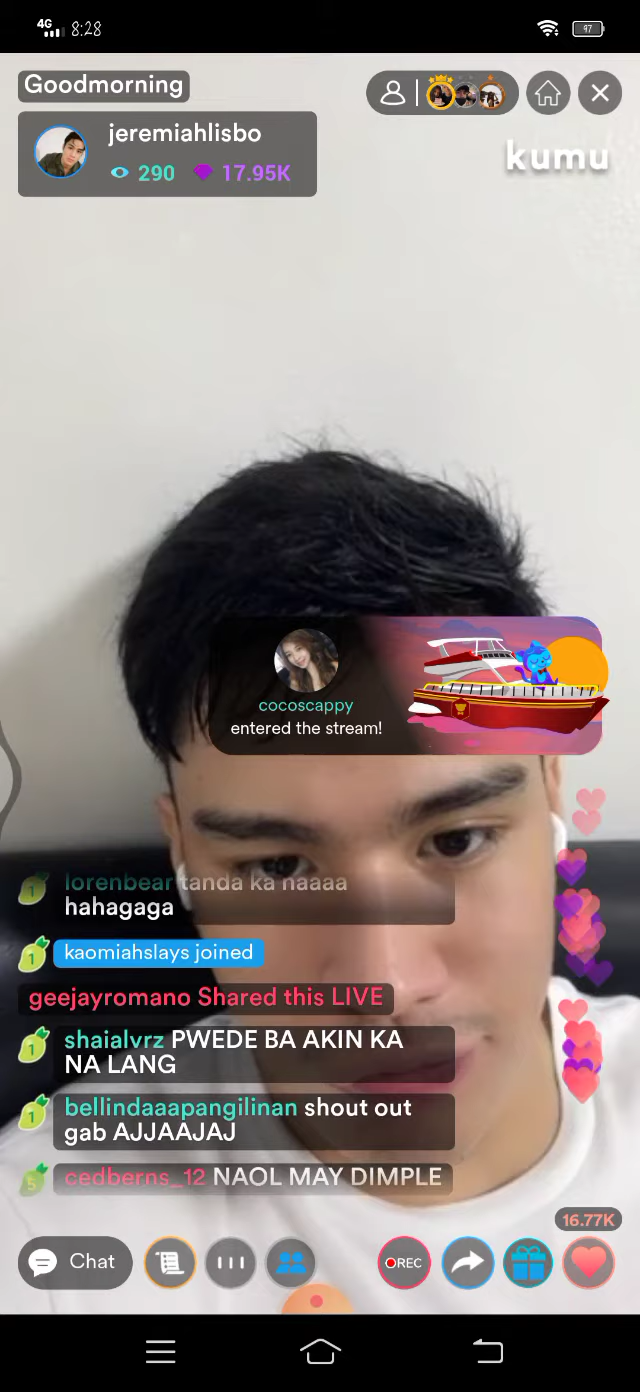 4G 8:28
97
Goodmorning
jeremiahlisbo
290 17.95K
kumu
cocoscappy
entered the stream!
1 lorenbear tanda ka naaaa
hahagaga
1 kaomiahslays joined
geejayromano Shared this LIVE
1 shaialvrz PWEDE BA AKIN KA
NA LANG
1 bellindaaapangilinan shout out
gab AJJAAJAJ
5 cedberns_12 NAOL MAY DIMPLE
16.77K
Chat
REC